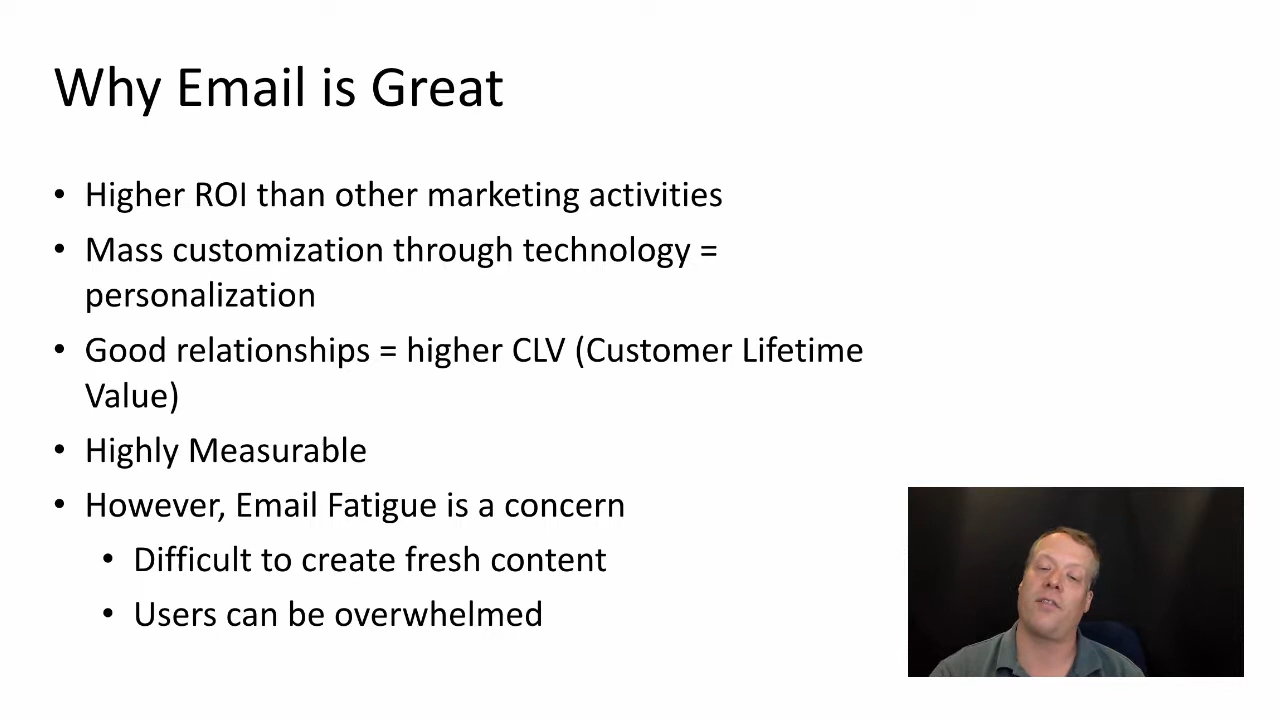 Why Email is Great
• Higher ROI than other marketing activities
• Mass customization through technology =
personalization
• Good relationships = higher CLV (Customer Lifetime
Value)
• Highly Measurable
• However, Email Fatigue is a concern
• Difficult to create fresh content
• Users can be overwhelmed